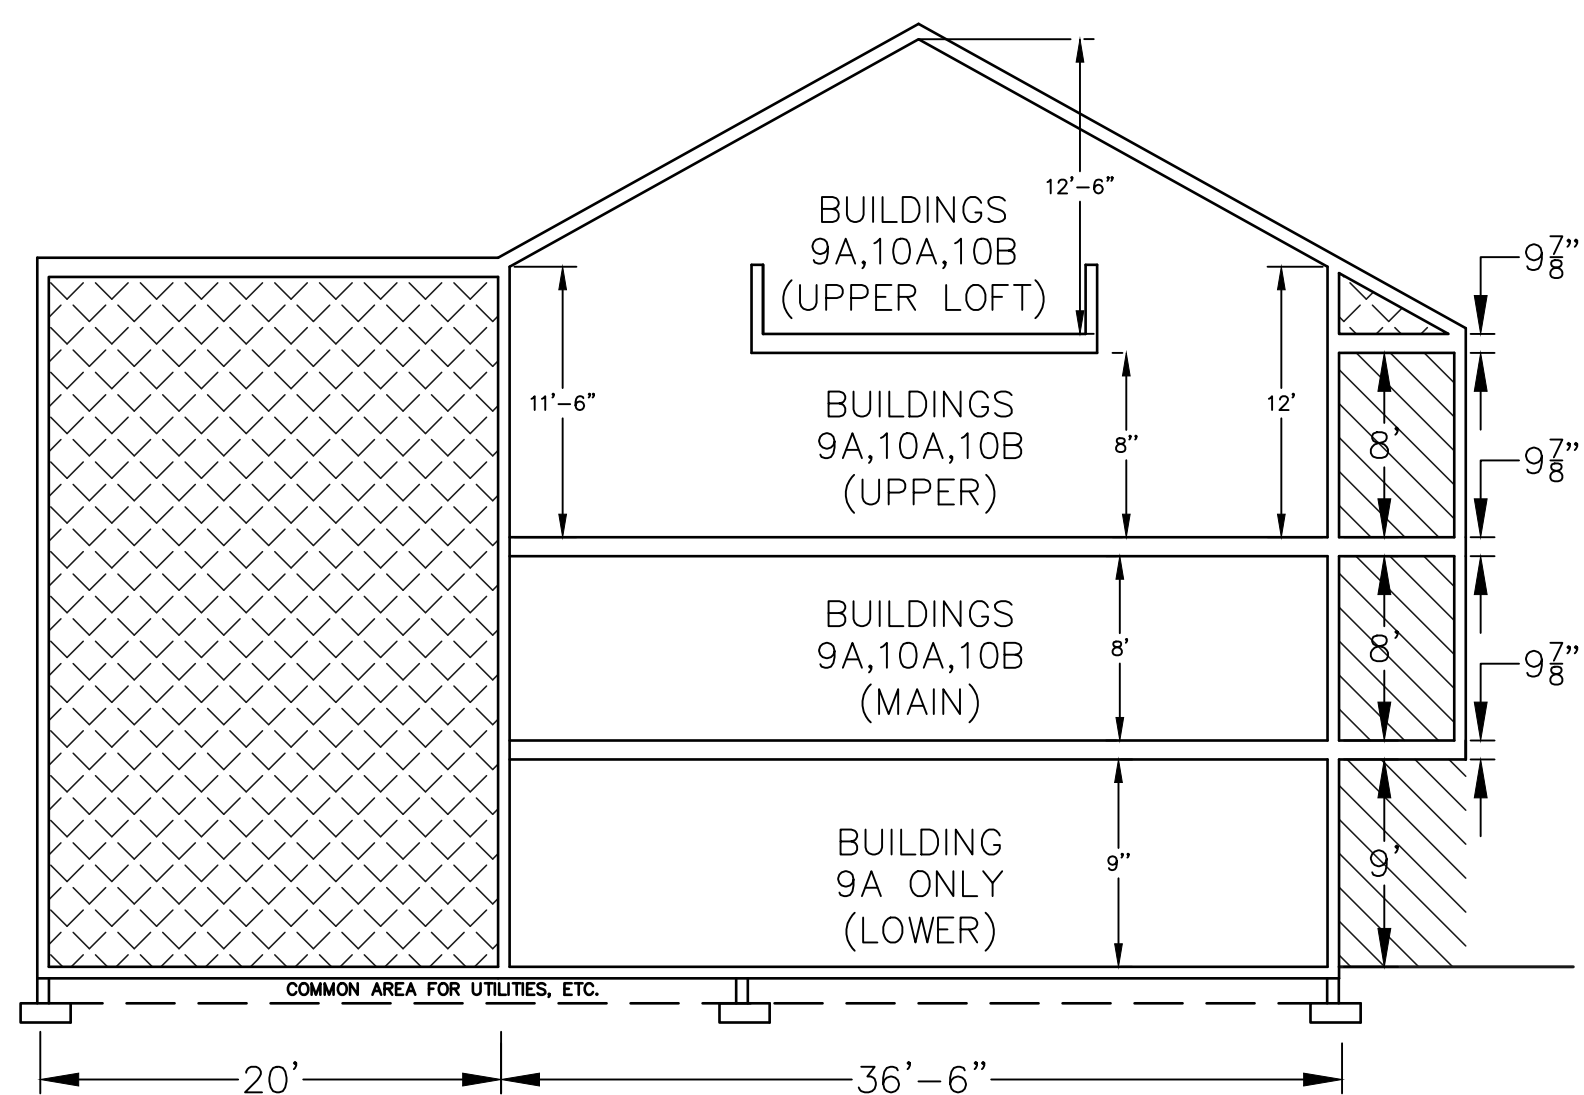 12'-6"
BUILDINGS
9A,10A,10B
(UPPER LOFT)
9 7/8"
11'-6"
BUILDINGS
9A,10A,10B
(UPPER)
8"
12'
8'
9 7/8"
BUILDINGS
9A,10A,10B
(MAIN)
8'
8'
9 7/8"
BUILDING
9A ONLY
(LOWER)
9"
9'
COMMON AREA FOR UTILITIES, ETC.
20'
36'-6"